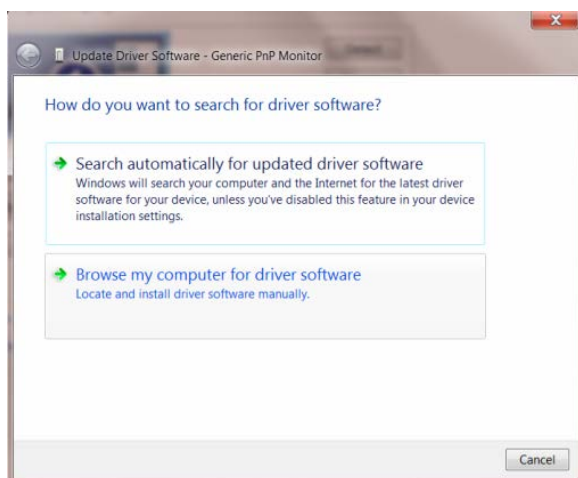 Update Driver Software - Generic PnP Monitor
How do you want to search for driver software?
Search automatically for updated driver software
Windows will search your computer and the Internet for the latest driver
software for your device, unless you've disabled this feature in your device
installation settings.
Browse my computer for driver software
Locate and install driver software manually.
Cancel